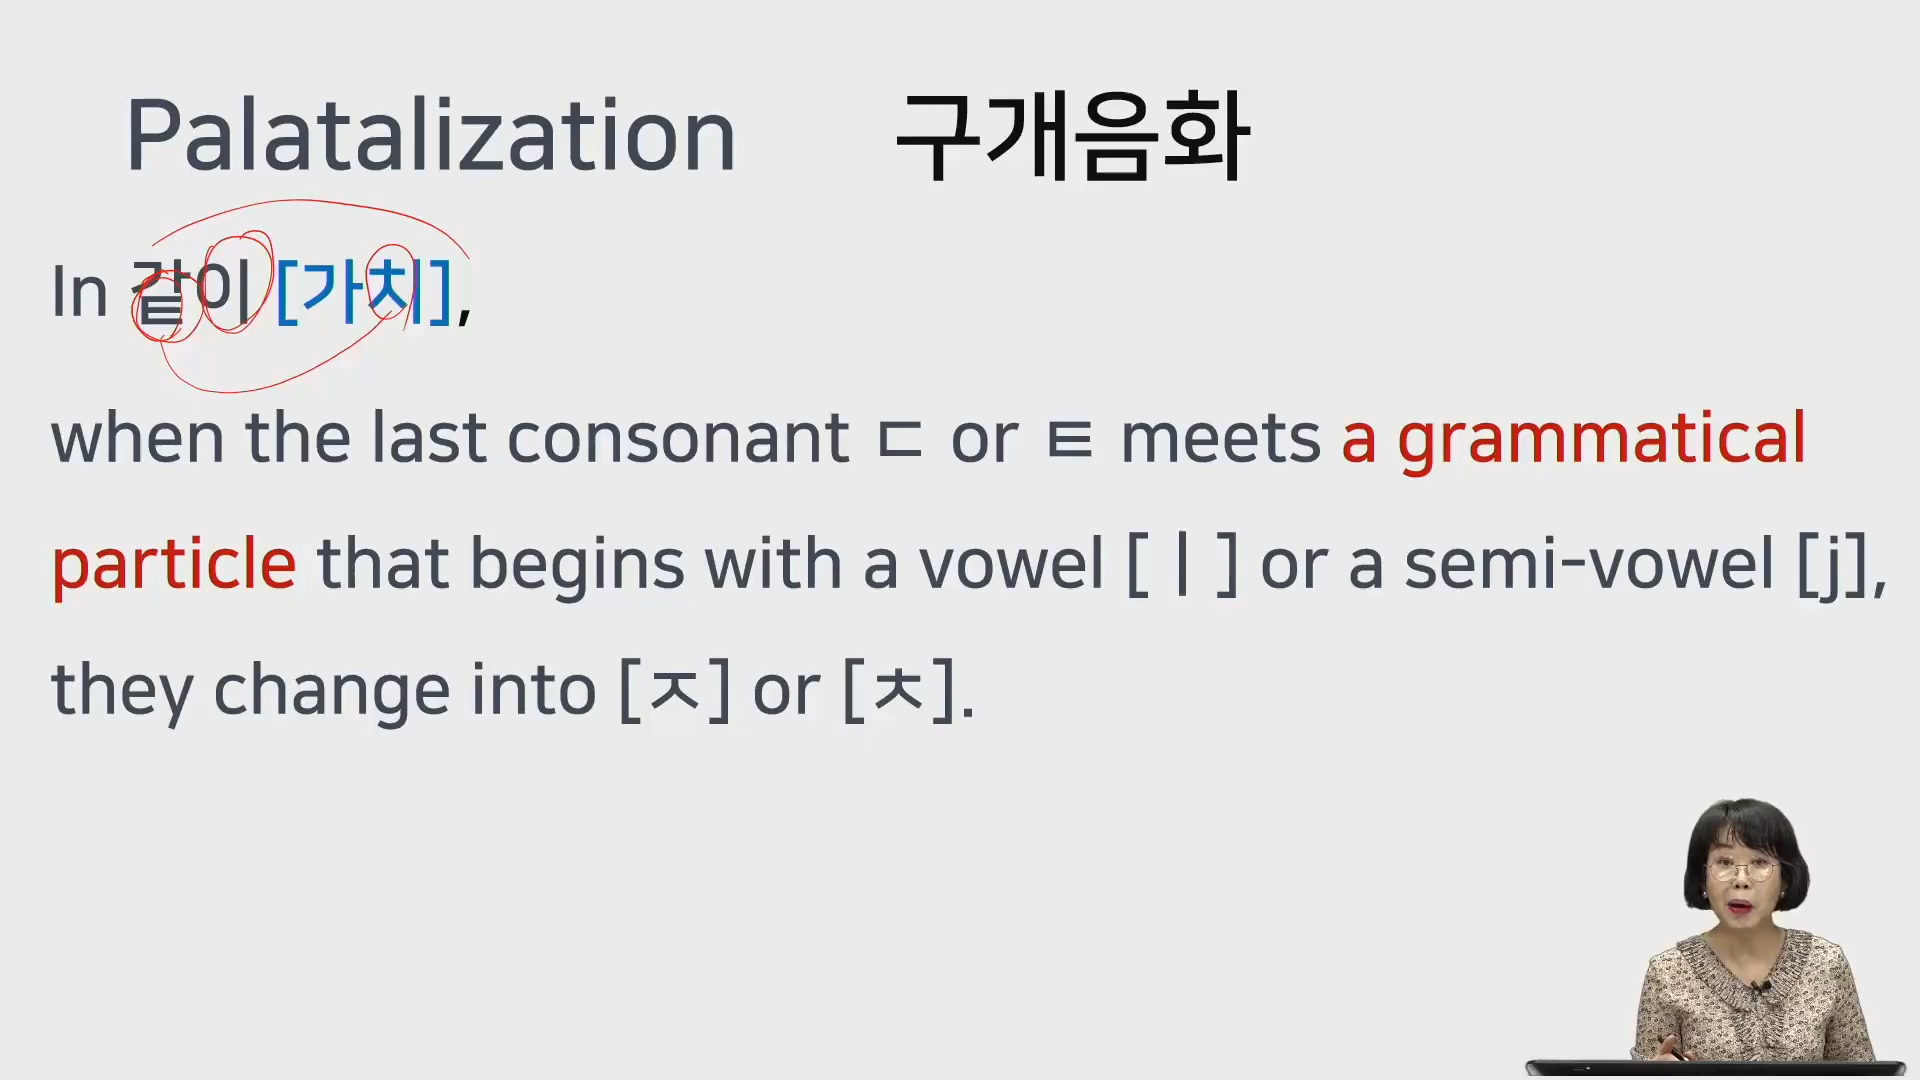 Palatalization 구개음화
In 같이 [가치],
when the last consonant ㄷ or ㅌ meets a grammatical
particle that begins with a vowel [ㅣ] or a semi-vowel [j],
they change into [ㅈ] or [ㅊ].